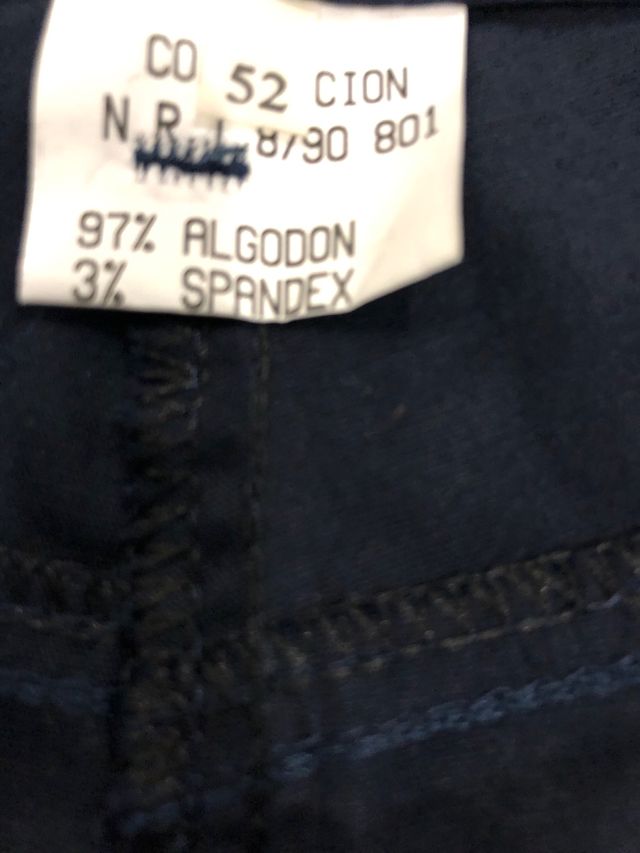 CO 52 CION
N.R. 8/90 801
97% ALGODON
3% SPANDEX